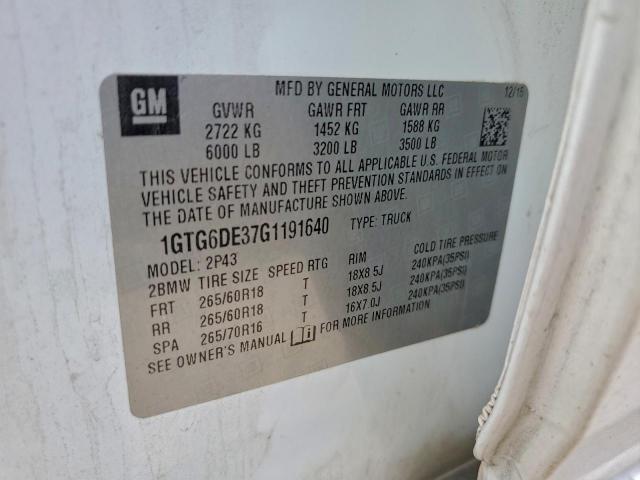 GM
MFD BY GENERAL MOTORS LLC 12/15
GVWR GAWR FRT GAWR RR
2722 KG 1452 KG 1588 KG
6000 LB 3200 LB 3500 LB
THIS VEHICLE CONFORMS TO ALL APPLICABLE U.S. FEDERAL MOTOR
VEHICLE SAFETY AND THEFT PREVENTION STANDARDS IN EFFECT ON
THE DATE OF MANUFACTURE SHOWN ABOVE.
1GTG6DE37G1191640 TYPE: TRUCK
MODEL: 2P43
2BMW TIRE SIZE SPEED RTG RIM COLD TIRE PRESSURE
FRT 265/60R18 T 18X8.5J 240KPA(35PSI)
RR 265/60R18 T 18X8.5J 240KPA(35PSI)
SPA 265/70R16 T 16X7.0J 240KPA(35PSI)
SEE OWNER'S MANUAL FOR MORE INFORMATION